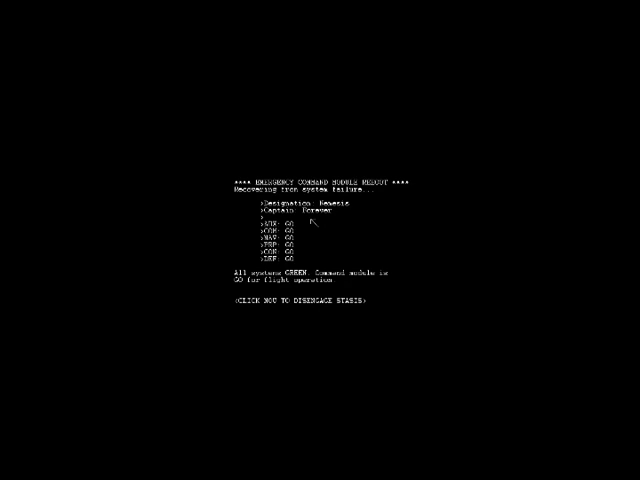 **** EMERGENCY COMMAND MODULE REBOOT ****
Recovering from system failure...
>Designation: Nemesis
>Captain: Forever
>
>AUX: GO
>COM: GO
>NAV: GO
>PRP: GO
>CON: GO
>DEF: GO
All systems GREEN. Command module is
GO for flight operation
<CLICK NOW TO DISENGAGE STASIS>